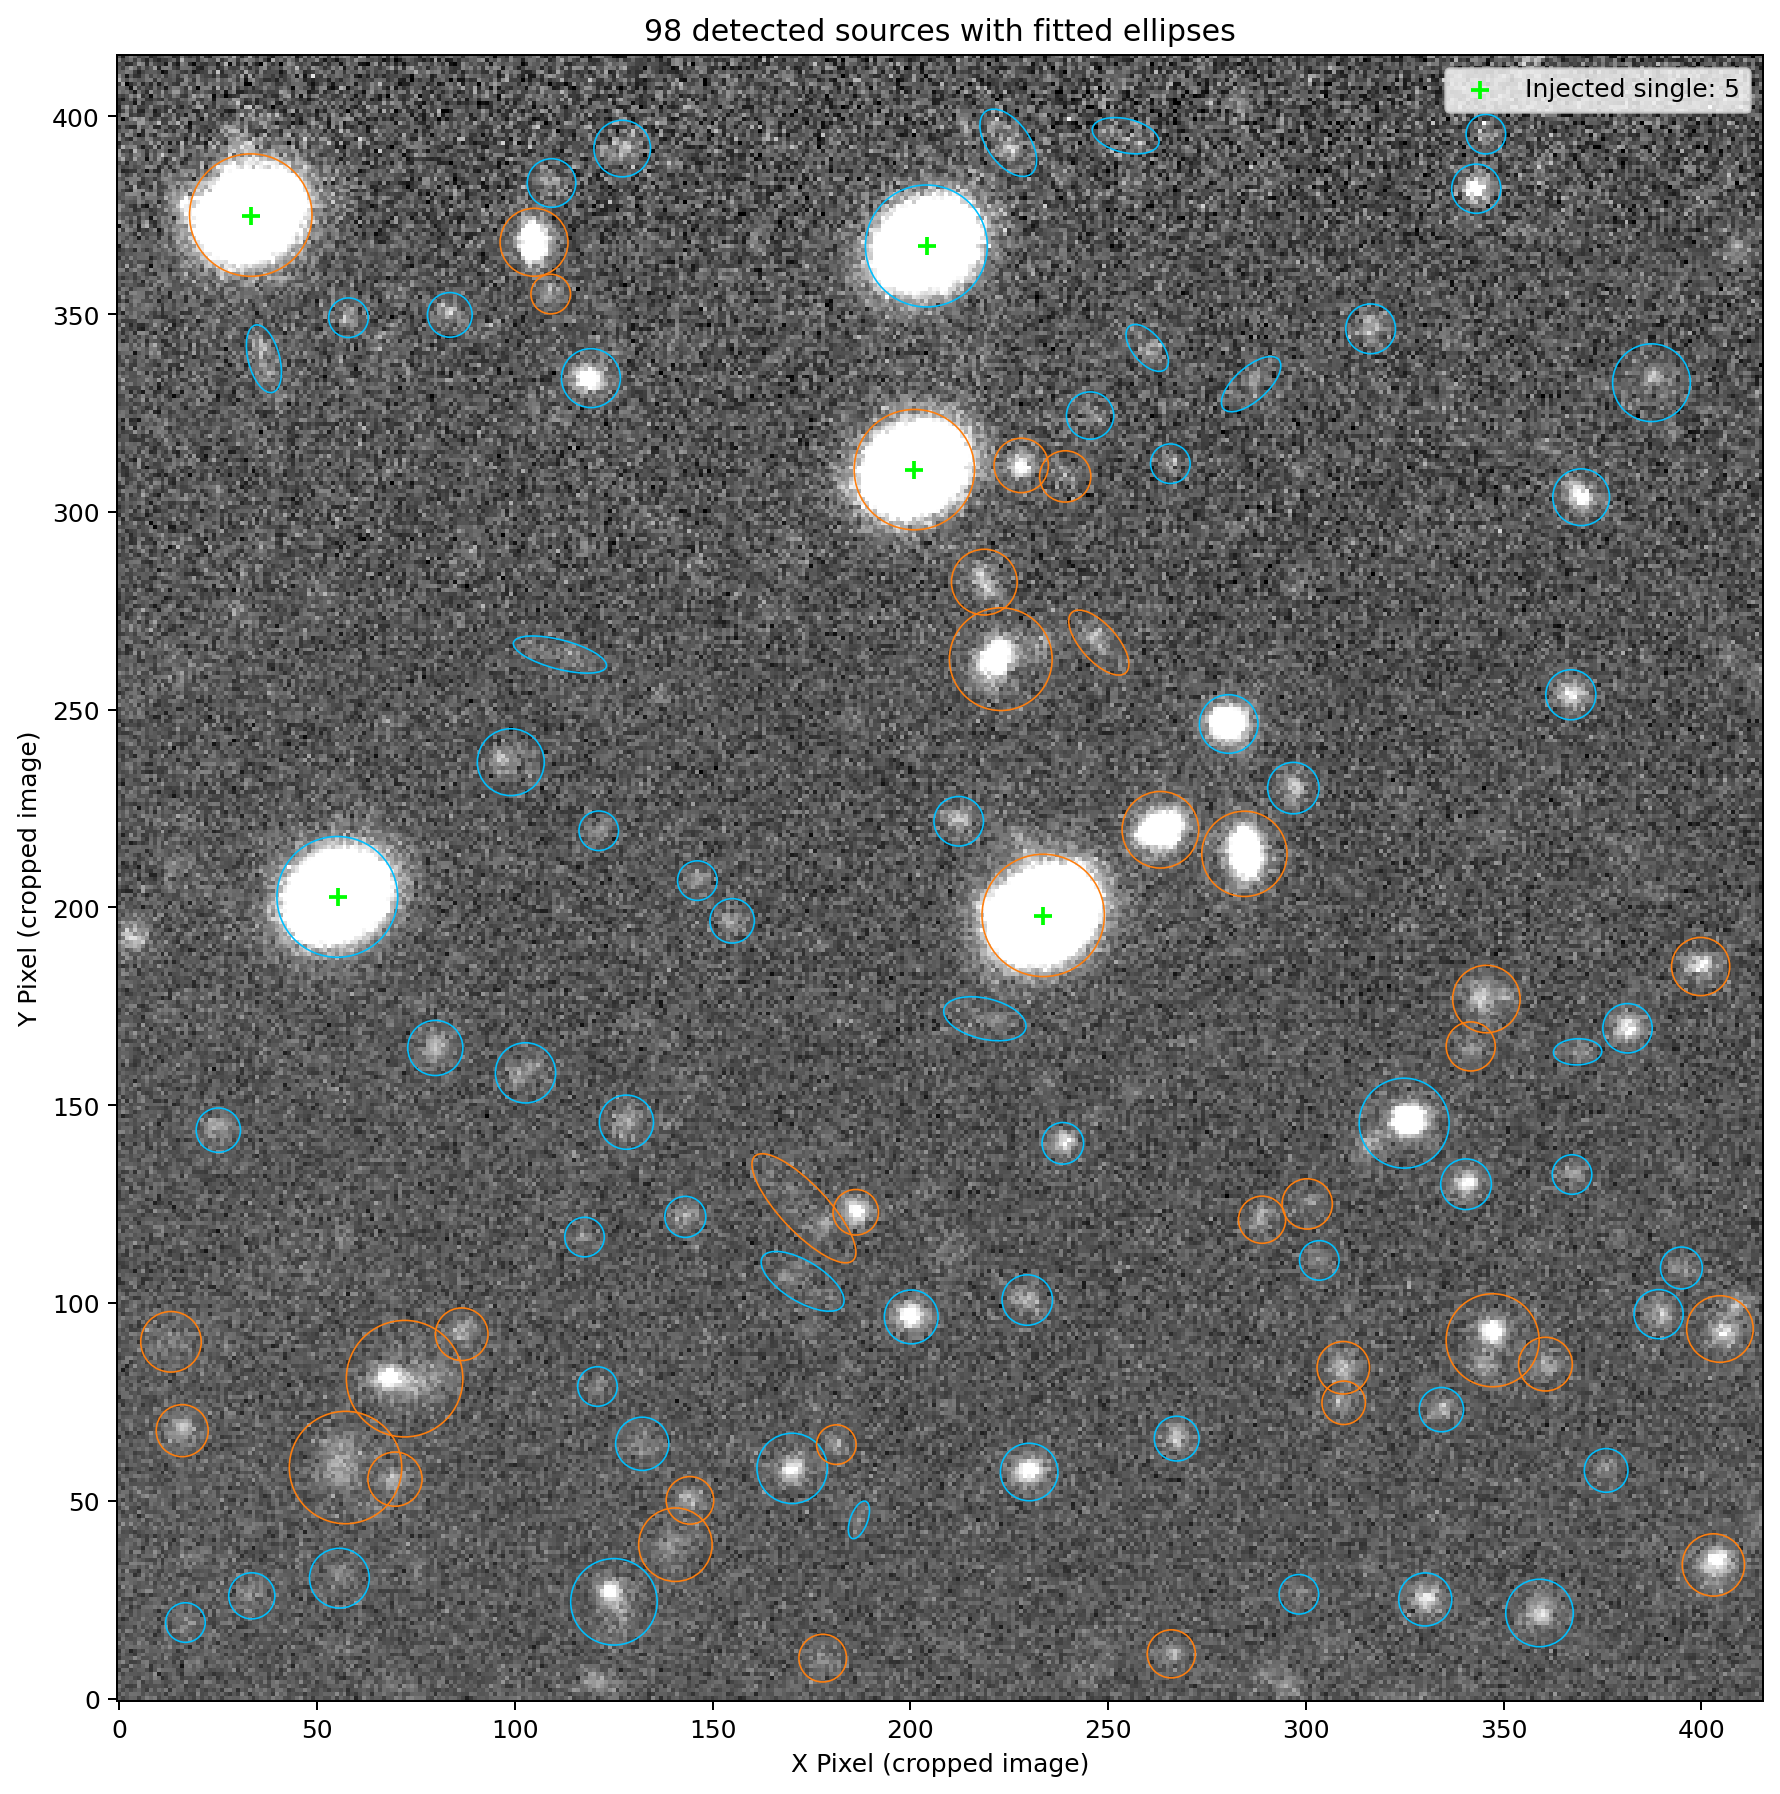 98 detected sources with fitted ellipses
Injected single: 5
400
350
300
250
200
150
100
50
0
Y Pixel (cropped image)
0 50 100 150 200 250 300 350 400
X Pixel (cropped image)